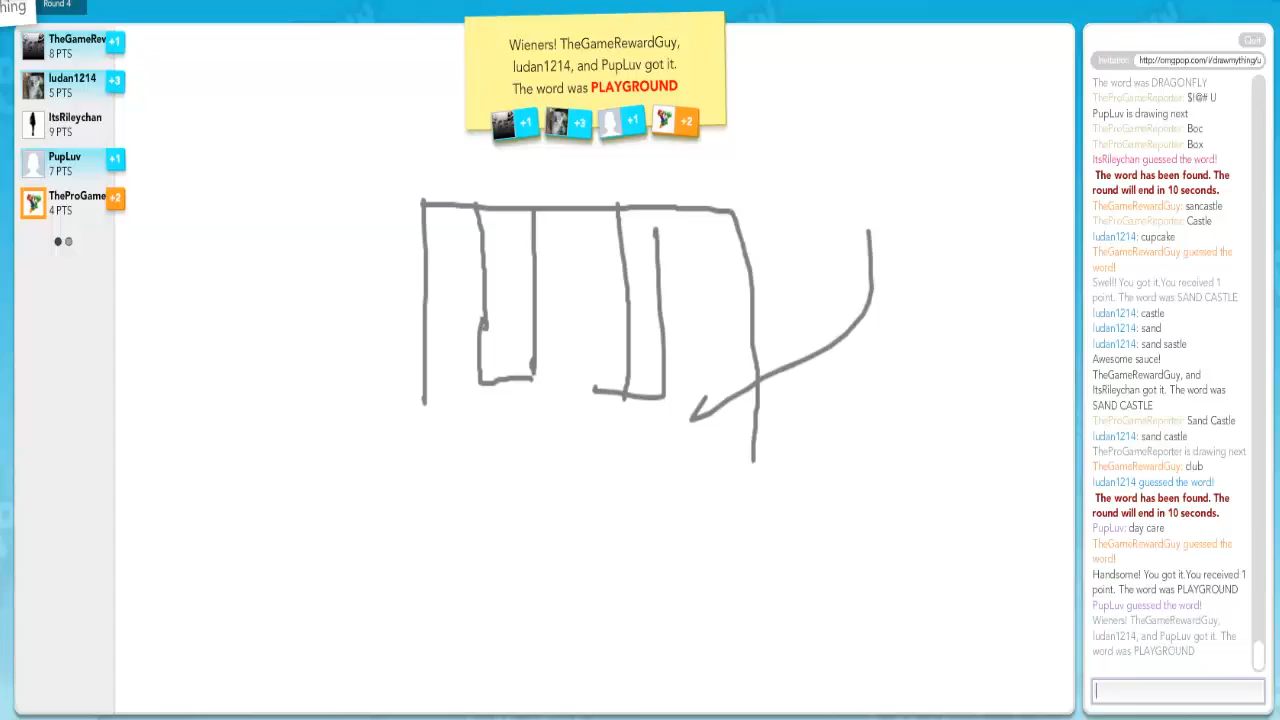 thing
Round 4
TheGameRev +1
8 PTS
ludan1214 +3
5 PTS
ItsRileychan
9 PTS
PupLuv +1
7 PTS
TheProGame +2
4 PTS
Wieners! TheGameRewardGuy,
ludan1214, and PupLuv got it.
The word was PLAYGROUND
+1 +3 +1 +2
Quit
http://omgpop.com/i/drawmything/u
The word was DRAGONFLY
TheProGameReporter: $!@# U
PupLuv is drawing next
TheProGameReporter: Boc
TheProGameReporter: Box
ItsRileychan guessed the word!
The word has been found. The
round will end in 10 seconds.
TheGameRewardGuy: sancastle
TheProGameReporter: Castle
ludan1214: cupcake
TheGameRewardGuy guessed the
word!
Swell! You got it.You received 1
point. The word was SAND CASTLE
ludan1214: castle
ludan1214: sand
ludan1214: sand sastle
Awesome sauce!
TheGameRewardGuy, and
ItsRileychan got it. The word was
SAND CASTLE
TheProGameReporter: Sand Castle
ludan1214: sand castle
TheProGameReporter is drawing next
TheGameRewardGuy: club
ludan1214 guessed the word!
The word has been found. The
round will end in 10 seconds.
PupLuv: day care
TheGameRewardGuy guessed the
word!
Handsome! You got it.You received 1
point. The word was PLAYGROUND
PupLuv guessed the word!
Wieners! TheGameRewardGuy,
ludan1214, and PupLuv got it. The
word was PLAYGROUND